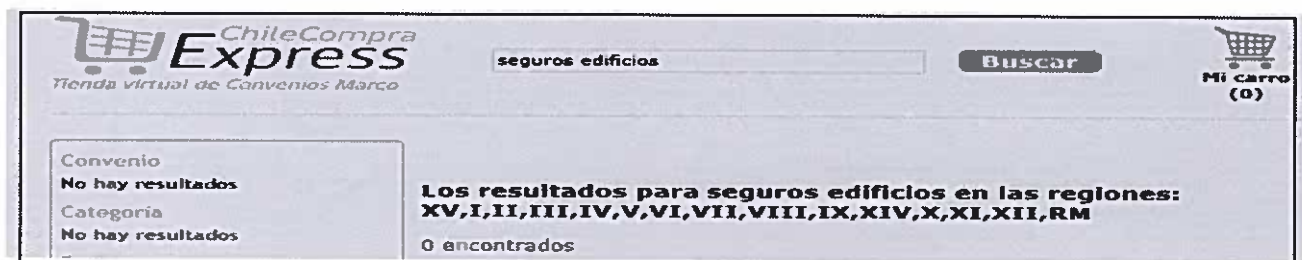 ChileCompra
Express
Tienda virtual de Convenios Marco
seguros edificios
Buscar
Mi carro
(0)
Convenio
No hay resultados
Categoría
No hay resultados
Los resultados para seguros edificios en las regiones:
XV,I,II,III,IV,V,VI,VII,VIII,IX,XIV,X,XI,XII,RM
0 encontrados